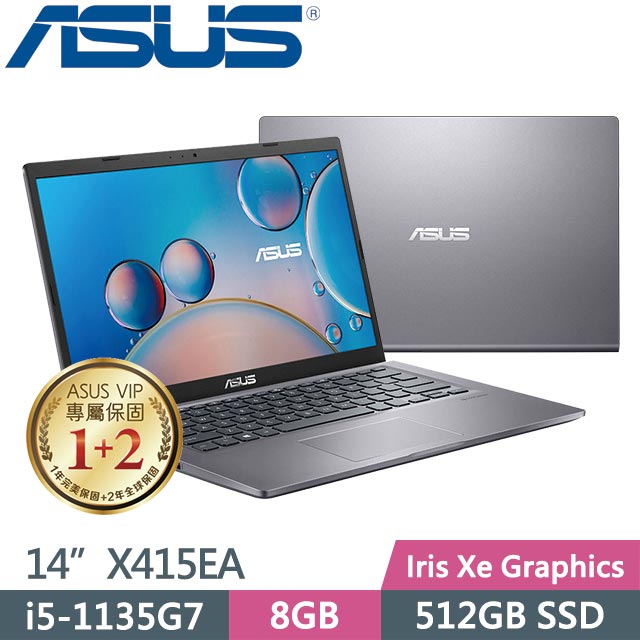 ASUS®
ASUS
ASUS
ASUS
ASUS VIP
專屬保固
1+2
1年完美保固+2年全球保固
14” X415EA
Iris Xe Graphics
i5-1135G7
8GB
512GB SSD